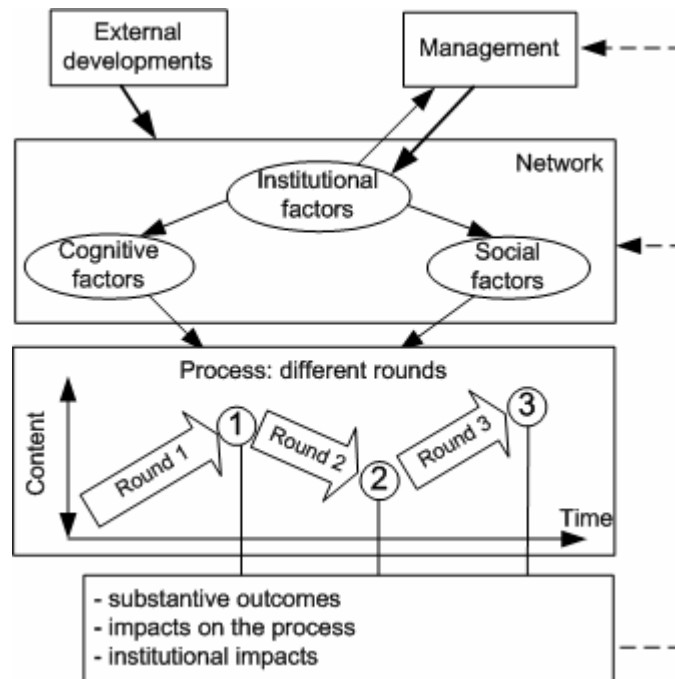 External
developments
Management
Network
Institutional
factors
Cognitive
factors
Social
factors
Process: different rounds
Content
Round 1
1
Round 2
2
Round 3
3
Time
- substantive outcomes
- impacts on the process
- institutional impacts